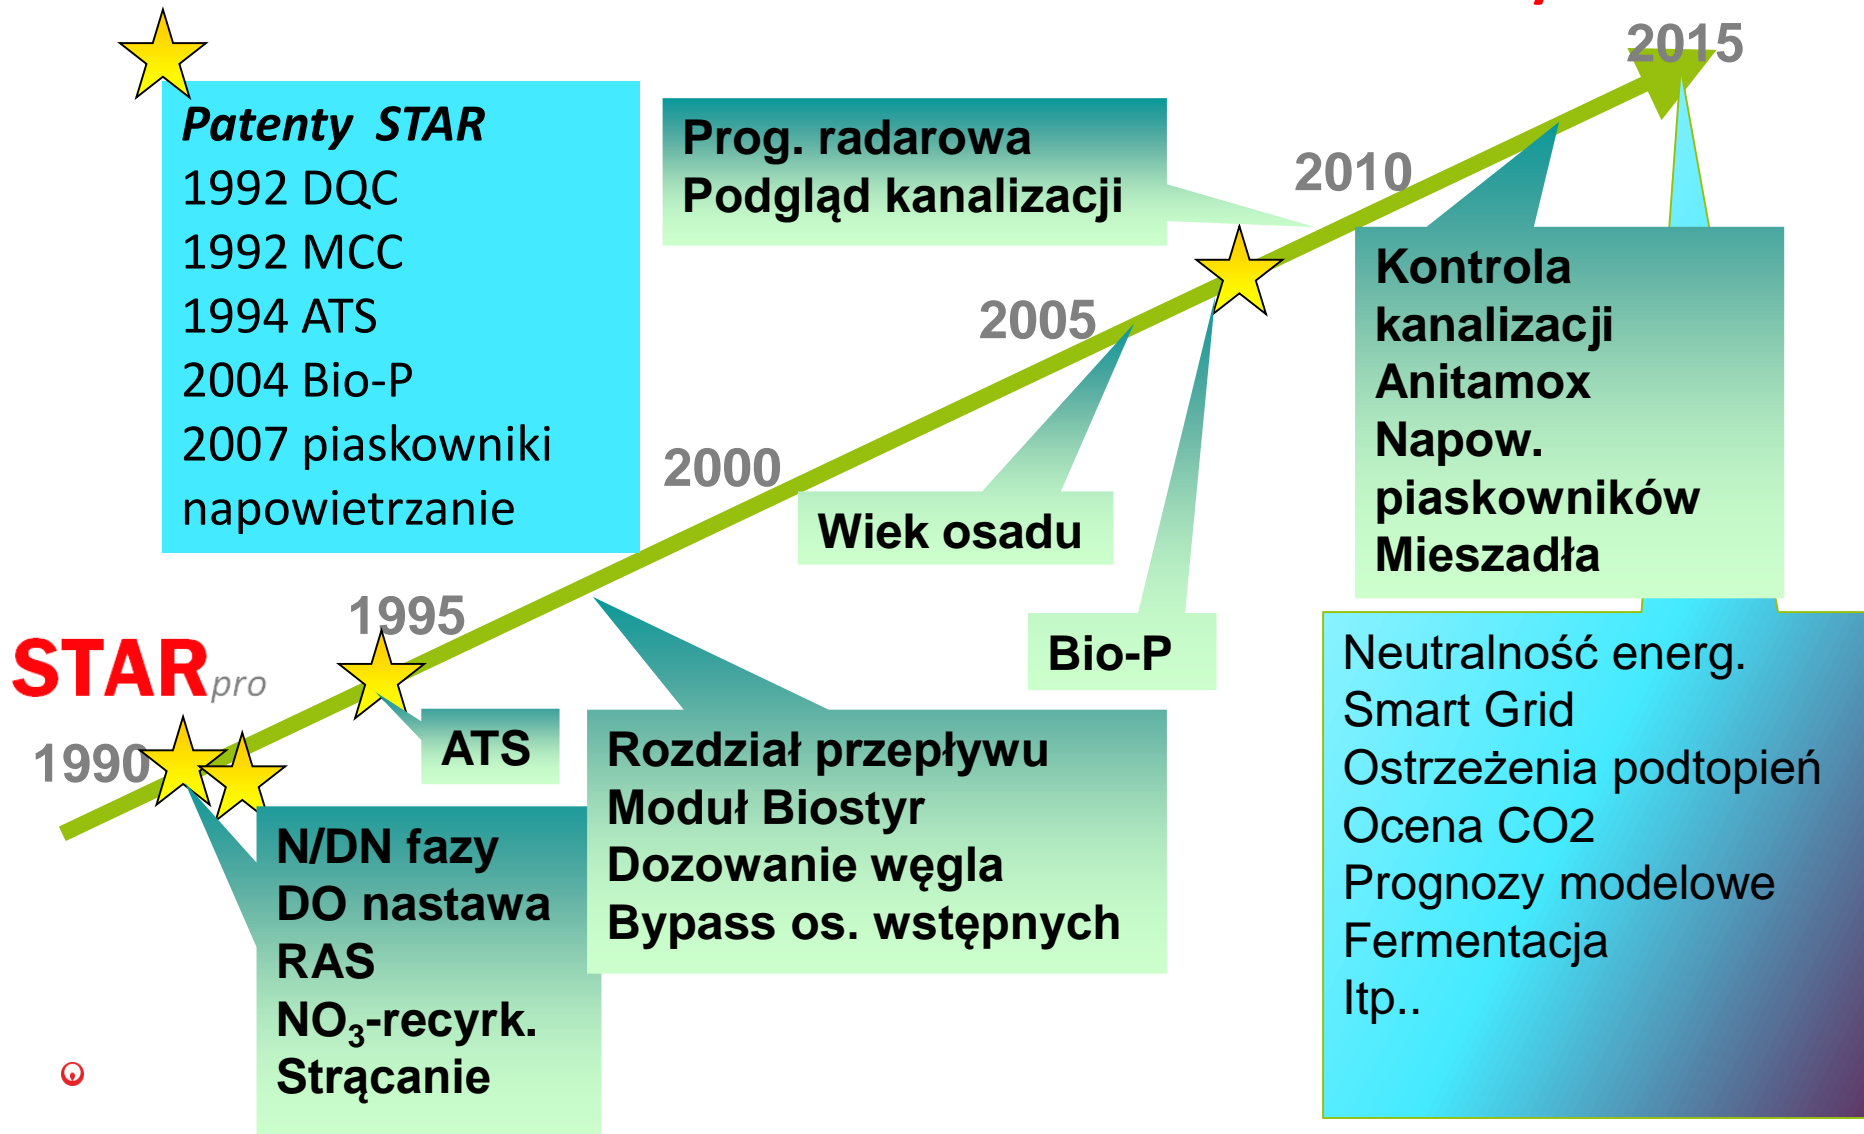 2015
Patenty STAR
1992 DQC
1992 MCC
1994 ATS
2004 Bio-P
2007 piaskowniki
napowietrzanie
Prog. radarowa
Podgląd kanalizacji
2010
Kontrola
kanalizacji
Anitamox
Napow.
piaskowników
Mieszadła
2005
2000
Wiek osadu
Bio-P
1995
STARpro
1990
ATS
Rozdział przepływu
Moduł Biostyr
Dozowanie węgla
Bypass os. wstępnych
N/DN fazy
DO nastawa
RAS
NO₃-recyrk.
Strącanie
Neutralność energ.
Smart Grid
Ostrzeżenia podtopień
Ocena CO2
Prognozy modelowe
Fermentacja
Itp..